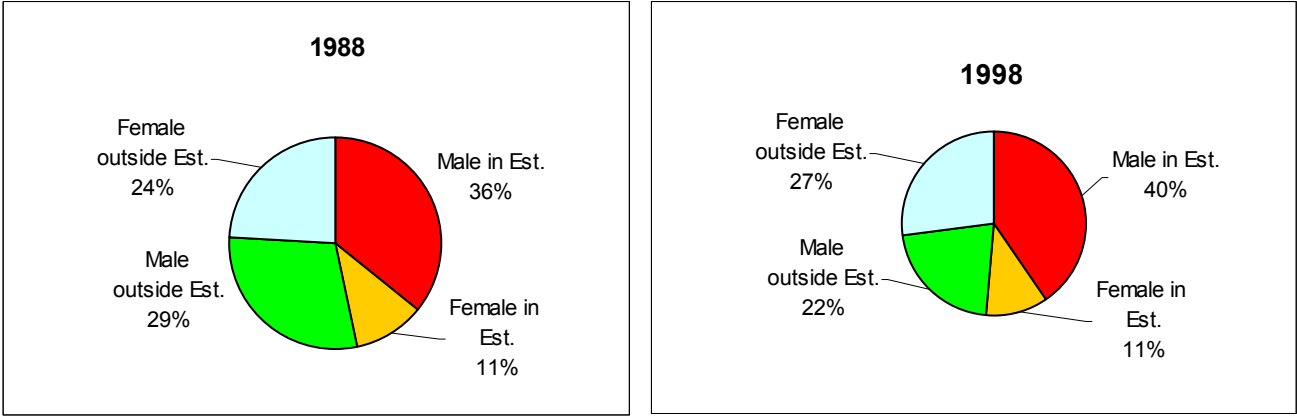 1988
Female
outside Est.
24%
Male in Est.
36%
Male
outside Est.
29%
Female in
Est.
11%
1998
Female
outside Est.
27%
Male in Est.
40%
Male
outside Est.
22%
Female in
Est.
11%